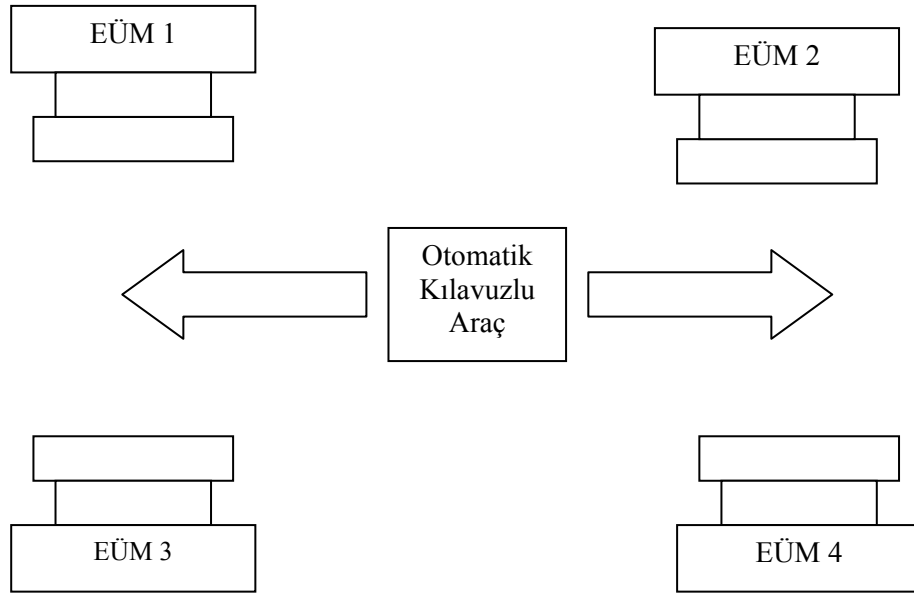 EÜM 1
EÜM 2
Otomatik
Kılavuzlu
Araç
EÜM 3
EÜM 4